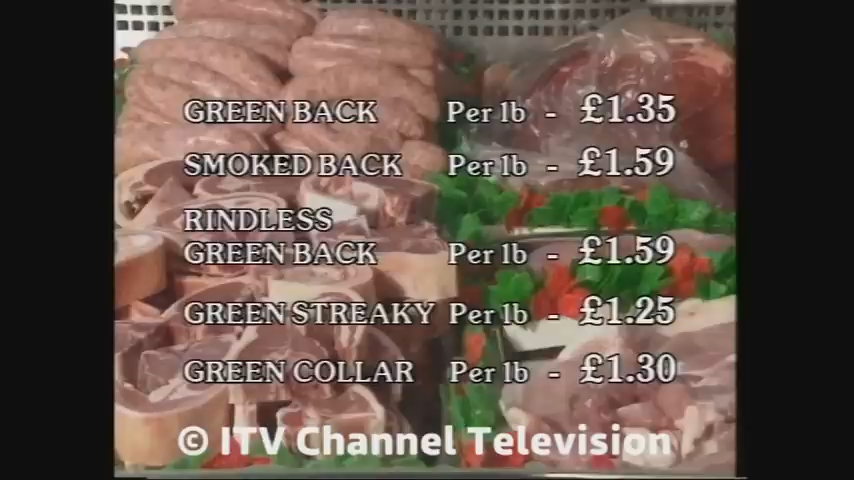 GREEN BACK Per lb - £1.35
SMOKED BACK Per lb - £1.59
RINDLESS
GREEN BACK Per lb - £1.59
GREEN STREAKY Per lb - £1.25
GREEN COLLAR Per lb - £1.30
© ITV Channel Television